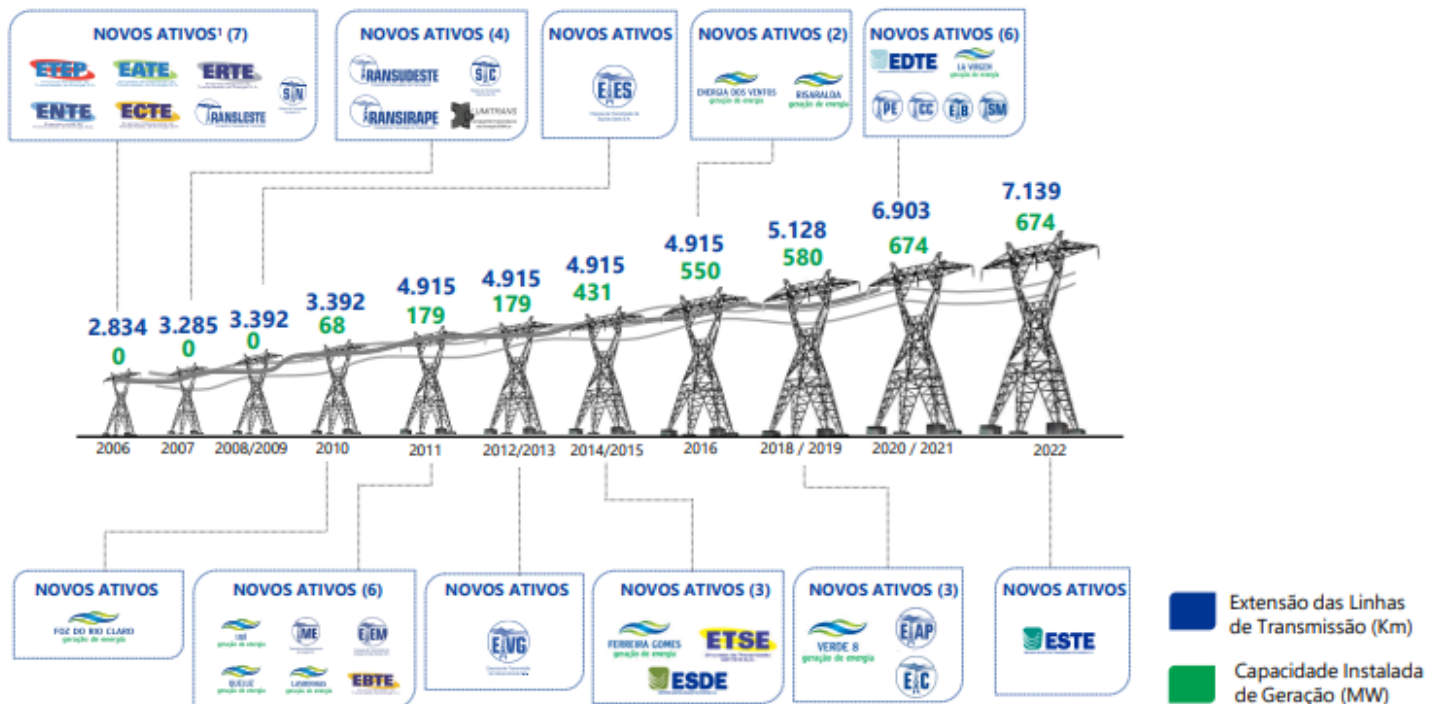 NOVOS ATIVOS¹ (7)
ETEP
EATE
ERTE
STN
ENTE
ECTE
TRANSLESTE
NOVOS ATIVOS (4)
TRANSUDESTE
STC
TRANSIRAPE
LUMITRANS
NOVOS ATIVOS
ETES
NOVOS ATIVOS (2)
ENERGIA DOS VENTOS
geração de energia
RISARALDA
geração de energia
NOVOS ATIVOS (6)
EDTE
LA VIRGEN
geração de energia
TPE
TCC
ETB
TSM
2.834
0
3.285
0
3.392
0
3.392
68
4.915
179
4.915
179
4.915
431
4.915
550
5.128
580
6.903
674
7.139
674
2006
2007
2008/2009
2010
2011
2012/2013
2014/2015
2016
2018 / 2019
2020 / 2021
2022
NOVOS ATIVOS
FOZ DO RIO CLARO
geração de energia
NOVOS ATIVOS (6)
IJUÍ
geração de energia
TME
ETEM
QUELUZ
geração de energia
LAVRINHAS
geração de energia
EBTE
NOVOS ATIVOS
ETVG
NOVOS ATIVOS (3)
FERREIRA GOMES
geração de energia
ETSE
ESDE
NOVOS ATIVOS (3)
VERDE 8
geração de energia
ETAP
ETC
NOVOS ATIVOS
ESTE
Extensão das Linhas
de Transmissão (Km)
Capacidade Instalada
de Geração (MW)